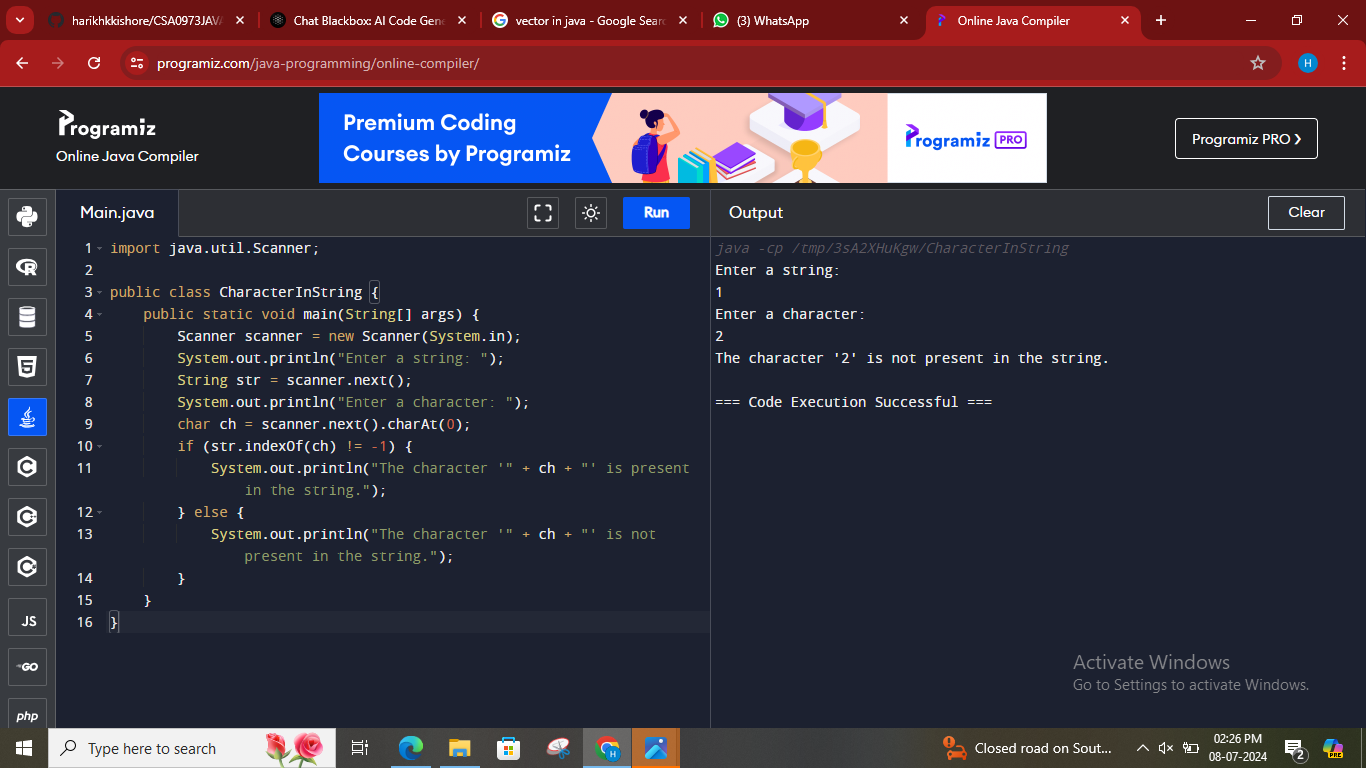 harikhkkishore/CSA0973JAVA
Chat Blackbox: AI Code Gene
vector in java - Google Searc
(3) WhatsApp
Online Java Compiler
programiz.com/java-programming/online-compiler/
H
Programiz
Online Java Compiler
Premium Coding
Courses by Programiz
Programiz PRO
Programiz PRO ❯
Main.java
Run
Output
Clear
1 import java.util.Scanner;
2
3 public class CharacterInString {
4 public static void main(String[] args) {
5 Scanner scanner = new Scanner(System.in);
6 System.out.println("Enter a string: ");
7 String str = scanner.next();
8 System.out.println("Enter a character: ");
9 char ch = scanner.next().charAt(0);
10 if (str.indexOf(ch) != -1) {
11 System.out.println("The character '" + ch + "' is present
in the string.");
12 } else {
13 System.out.println("The character '" + ch + "' is not
present in the string.");
14 }
15 }
16 }
java -cp /tmp/3sA2XHuKgw/CharacterInString
Enter a string:
1
Enter a character:
2
The character '2' is not present in the string.
=== Code Execution Successful ===
R
5
C
C
C
JS
GO
php
Activate Windows
Go to Settings to activate Windows.
Type here to search
H
Closed road on Sout...
02:26 PM
08-07-2024
2
PRE